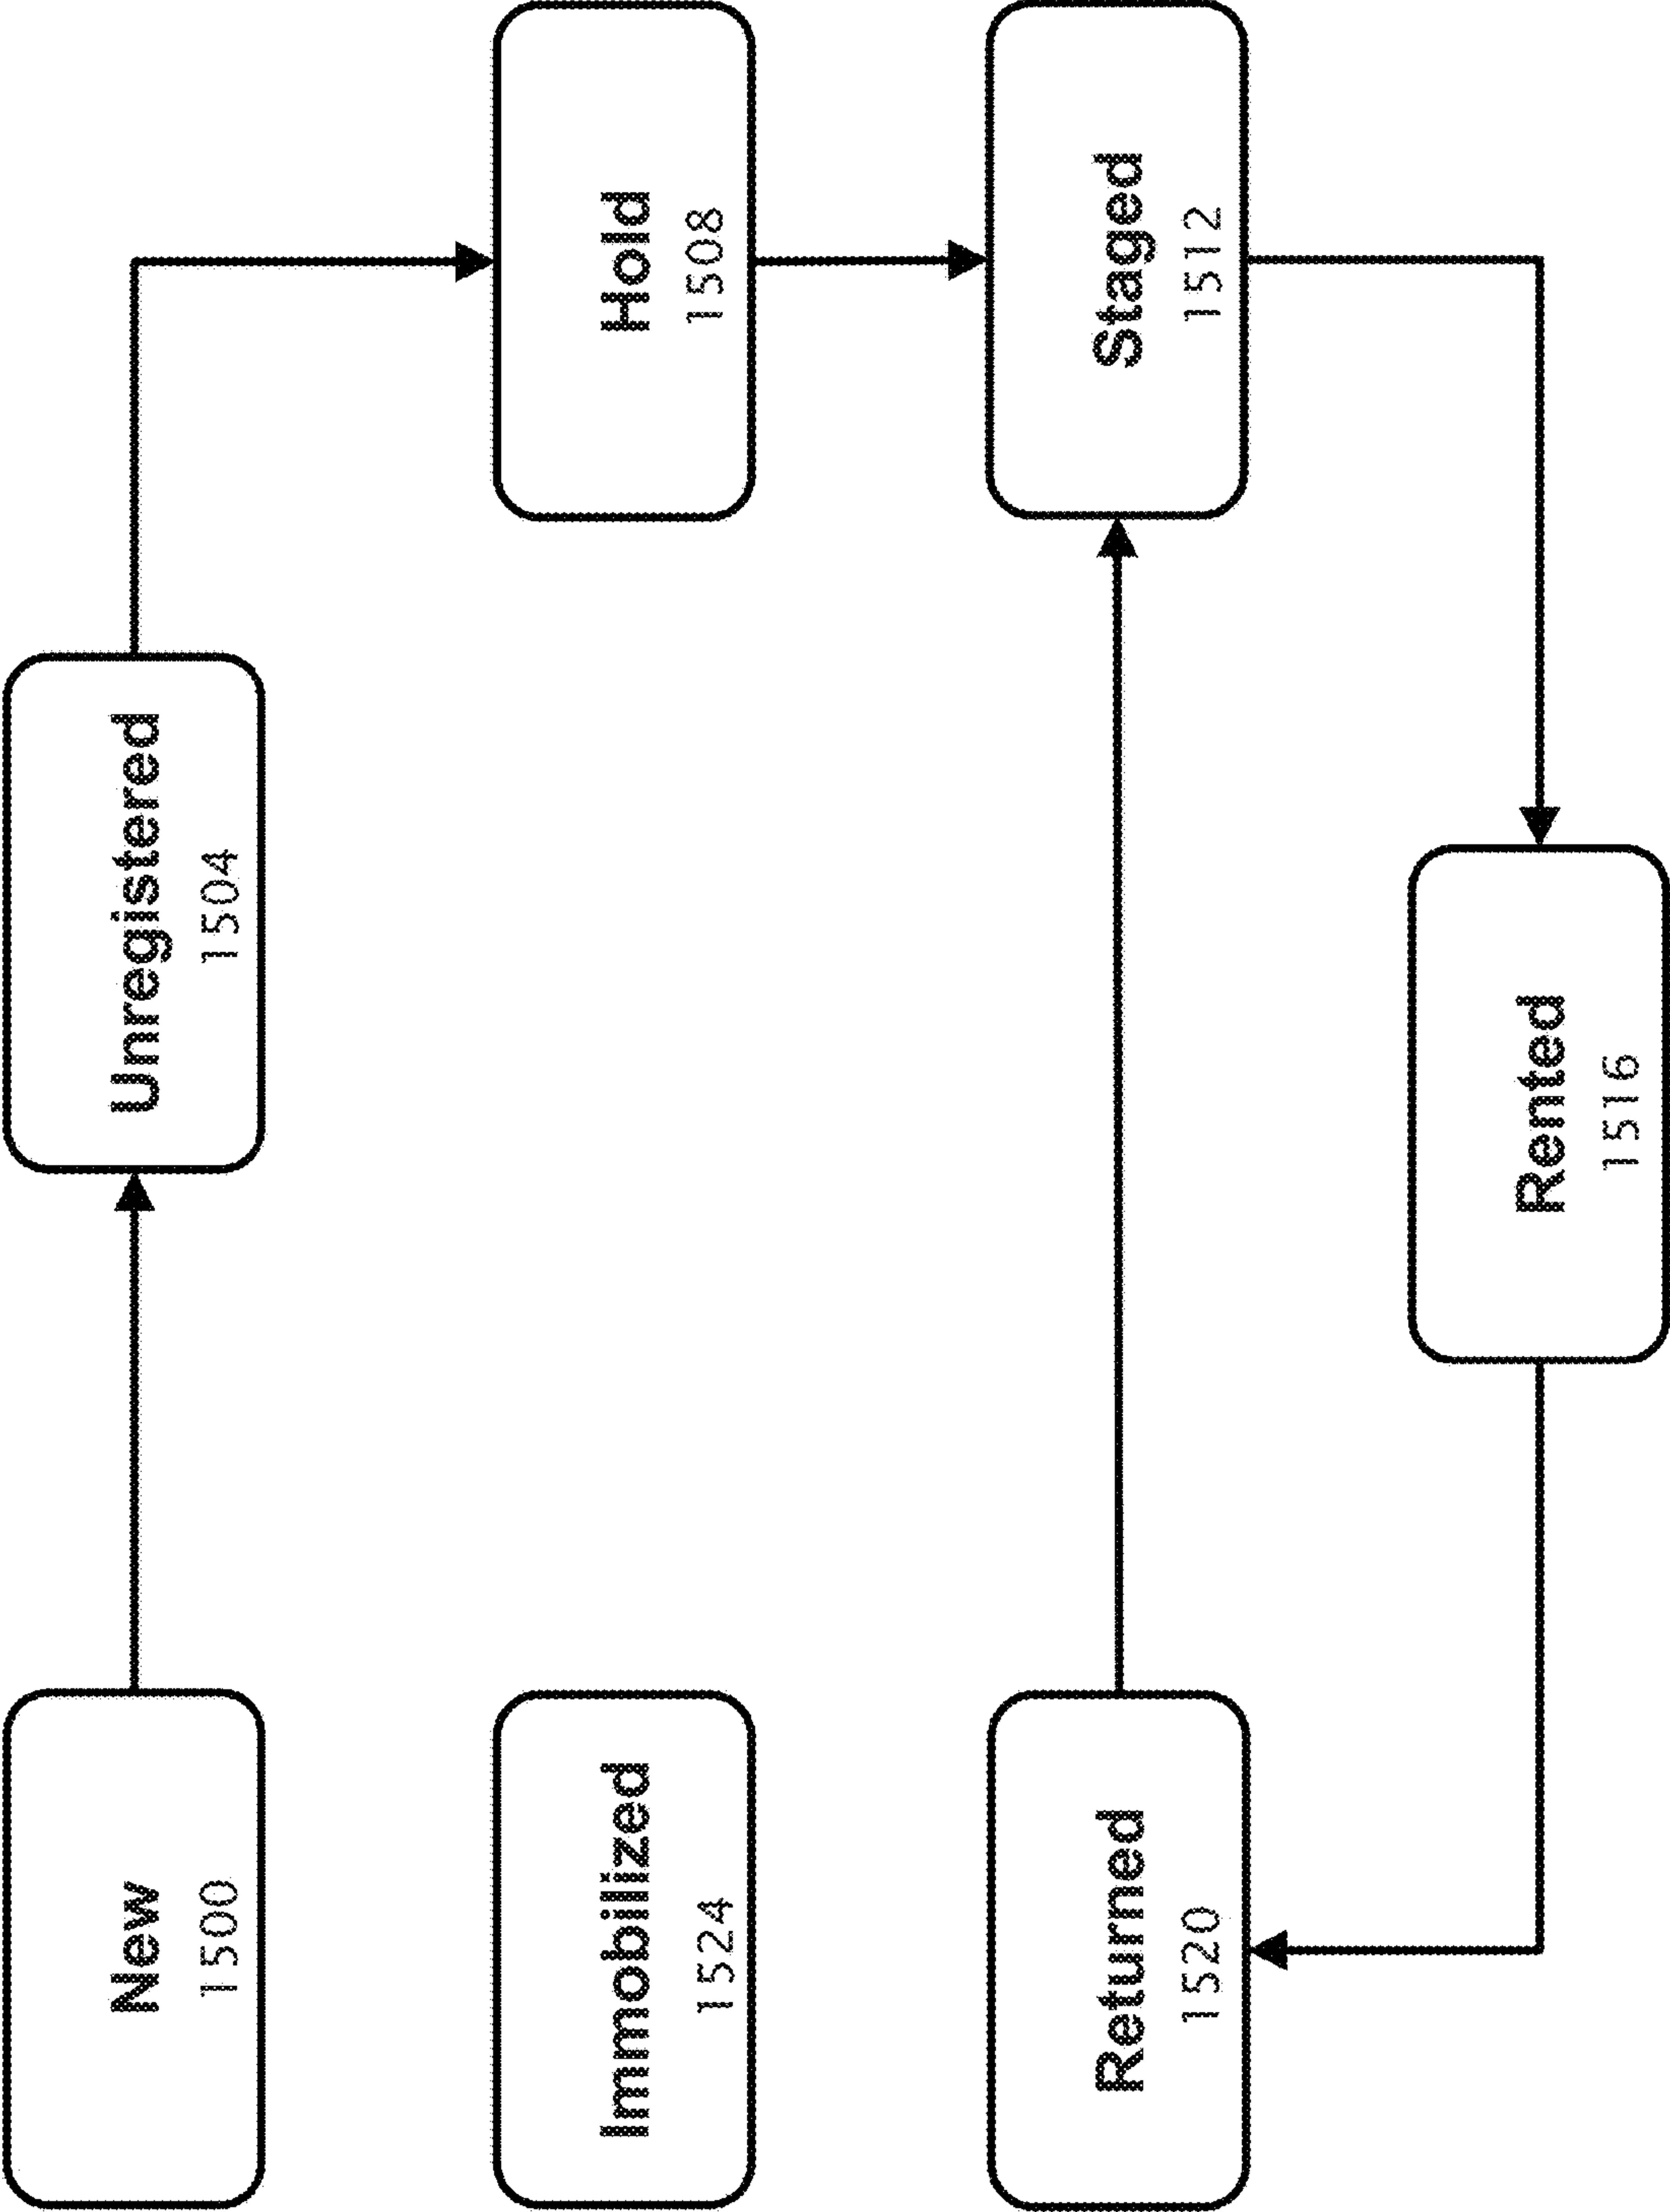 New
1500
Unregistered
1504
Immobilized
1524
Hold
1508
Returned
1520
Staged
1512
Rented
1516